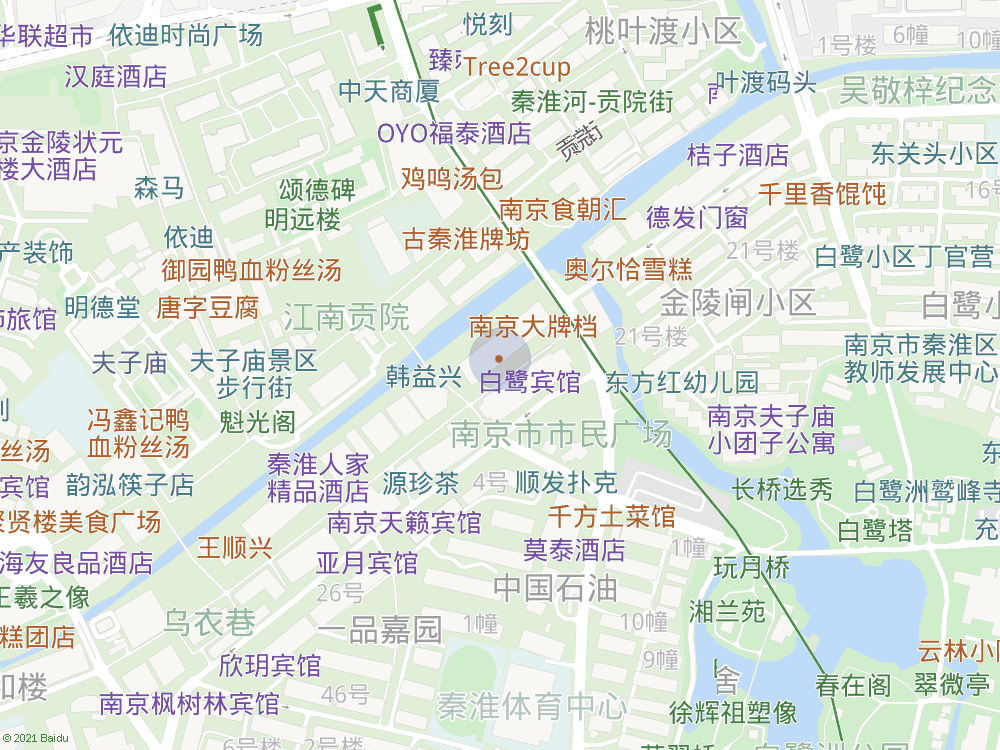 华联超市
依迪时尚广场
悦刻
桃叶渡小区
1号楼
6幢
10幢
汉庭酒店
臻
Tree2cup
中天商厦
秦淮河-贡院街
叶渡码头
吴敬梓纪念
OYO福泰酒店
贡院街
京金陵状元
楼大酒店
桔子酒店
东关头小区
森马
颂德碑
鸡鸣汤包
千里香馄饨
16号
明远楼
南京食朝汇
德发门窗
依迪
古秦淮牌坊
21号楼
产装饰
白鹭小区丁官营
御园鸭血粉丝汤
奥尔恰雪糕
明德堂
唐字豆腐
江南贡院
金陵闸小区
白鹭小
旅馆
南京大牌档
21号楼
南京市秦淮区
教师发展中心
夫子庙
夫子庙景区
步行街
韩益兴
白鹭宾馆
东方红幼儿园
冯鑫记鸭
血粉丝汤
魁光阁
南京市市民广场
南京夫子庙
小团子公寓
丝汤
秦淮人家
精品酒店
源珍茶
4号
顺发扑克
东
宾馆
韵泓筷子店
长桥选秀
白鹭洲鹫峰寺
聚贤楼美食广场
南京天籁宾馆
千方土菜馆
白鹭塔
充
王顺兴
海友良品酒店
亚月宾馆
莫泰酒店
1幢
玩月桥
王羲之像
26号
中国石油
湘兰苑
乌衣巷
一品嘉园
1幢
10幢
糕团店
9幢
云林小
欣玥宾馆
舍
和楼
46号
春在阁
翠微亭
南京枫树林宾馆
秦淮体育中心
徐辉祖塑像
6号楼
2号楼
白鹭洲公园
© 2021 Baidu